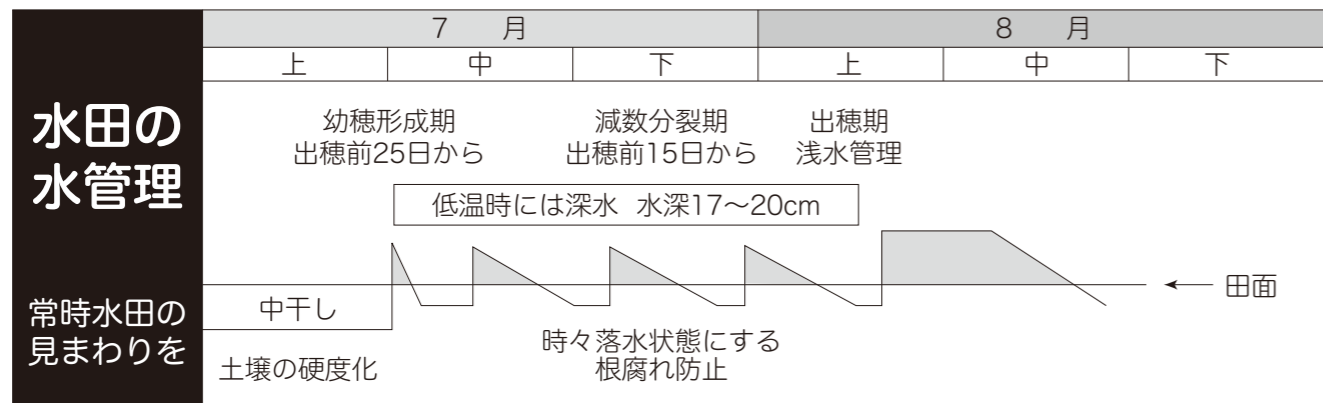 水田の
水管理
常時水田の
見まわりを
7 月
8 月
上
中
下
上
中
下
幼穂形成期
出穂前25日から
減数分裂期
出穂前15日から
出穂期
浅水管理
低温時には深水 水深17〜20cm
中干し
← 田面
土壌の硬度化
時々落水状態にする
根腐れ防止